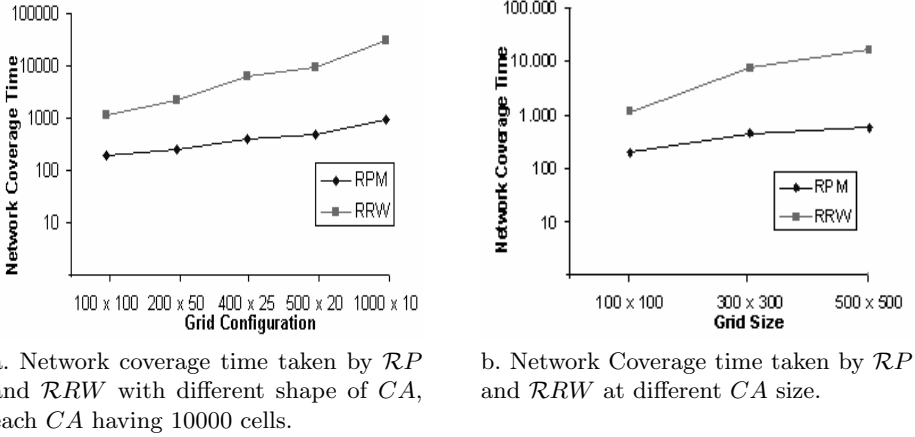 100000
10000
1000
100
10
Network Coverage Time
RPM
RRW
100 x 100 200 x 50 400 x 25 500 x 20 1000 x 10
Grid Configuration
100.000
10.000
1.000
100
10
Network Coverage Time
RPM
RRW
100 x 100 300 x 300 500 x 500
Grid Size
a. Network coverage time taken by RP
and RRW with different shape of CA,
each CA having 10000 cells.
b. Network Coverage time taken by RP
and RRW at different CA size.